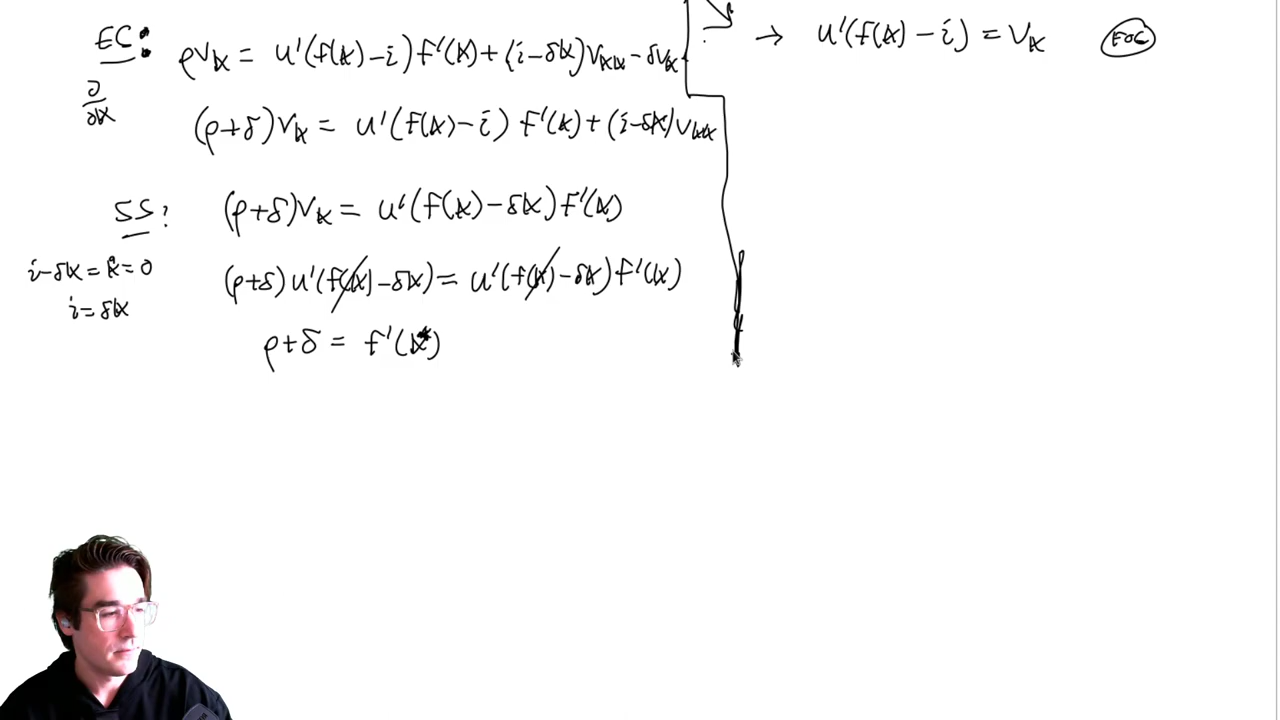 EC:
∂/∂k
ρV_k = u'(f(k)-i)f'(k)+(i-δk)V_kk-δV_k
(ρ+δ)V_k = u'(f(k)-i) f'(k)+(i-δk)V_kk
SS:
(ρ+δ)V_k = u'(f(k)-δk)f'(k)
i-δk = k̇ = 0
i = δk
(ρ+δ)u'(f(k)-δk) = u'(f(k)-δk)f'(k)
ρ+δ = f'(k*)
→ u'(f(k)-i) = V_k
FOC